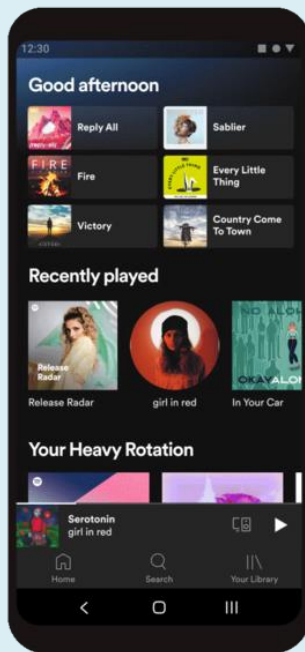 12:30
Good afternoon
Reply All
Sablier
FIRE
Fire
Every Little
Thing
Victory
Country Come
To Town
Recently played
Release
Radar
NO ALON
OKAYALON
Release Radar
girl in red
In Your Car
Your Heavy Rotation
Serotonin
girl in red
Home
Search
Your Library